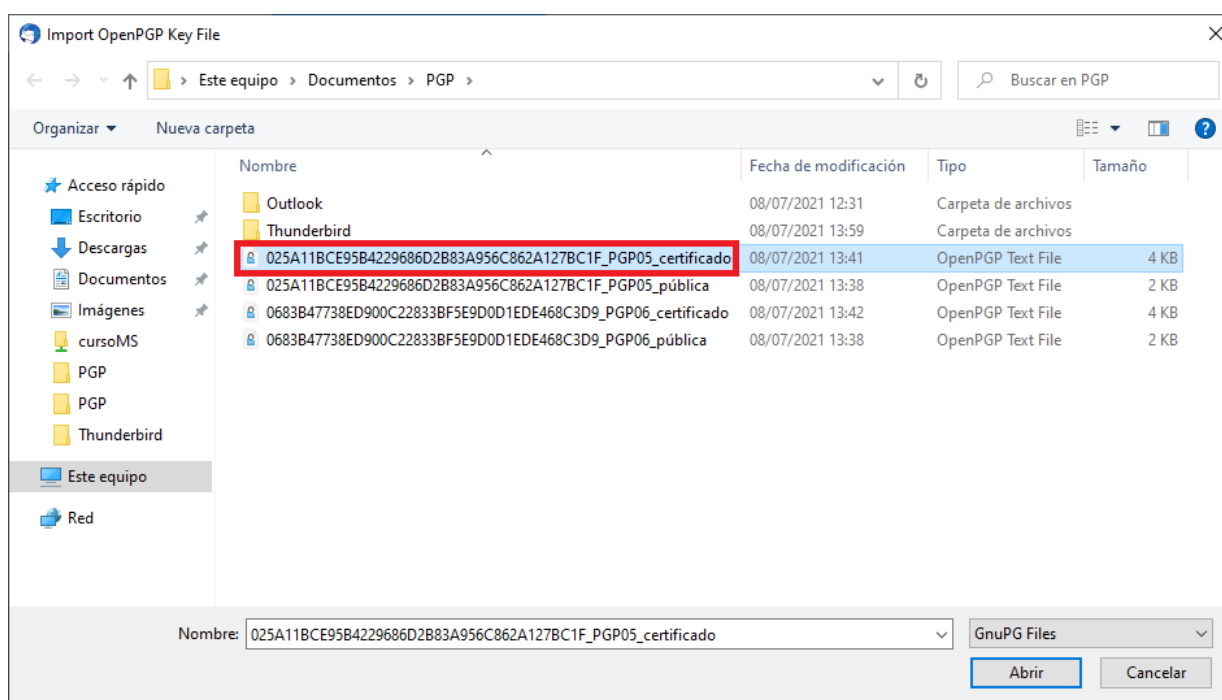 Import OpenPGP Key File
Este equipo > Documentos > PGP >
Buscar en PGP
Organizar
Nueva carpeta
Nombre
Fecha de modificación
Tipo
Tamaño
Acceso rápido
Escritorio
Descargas
Documentos
Imágenes
cursoMS
PGP
PGP
Thunderbird
Este equipo
Red
Outlook 08/07/2021 12:31 Carpeta de archivos
Thunderbird 08/07/2021 13:59 Carpeta de archivos
025A11BCE95B4229686D2B83A956C862A127BC1F_PGP05_certificado 08/07/2021 13:41 OpenPGP Text File 4 KB
025A11BCE95B4229686D2B83A956C862A127BC1F_PGP05_pública 08/07/2021 13:38 OpenPGP Text File 2 KB
0683B47738ED900C22833BF5E9D0D1EDE468C3D9_PGP06_certificado 08/07/2021 13:42 OpenPGP Text File 4 KB
0683B47738ED900C22833BF5E9D0D1EDE468C3D9_PGP06_pública 08/07/2021 13:38 OpenPGP Text File 2 KB
Nombre: 025A11BCE95B4229686D2B83A956C862A127BC1F_PGP05_certificado
GnuPG Files
Abrir
Cancelar